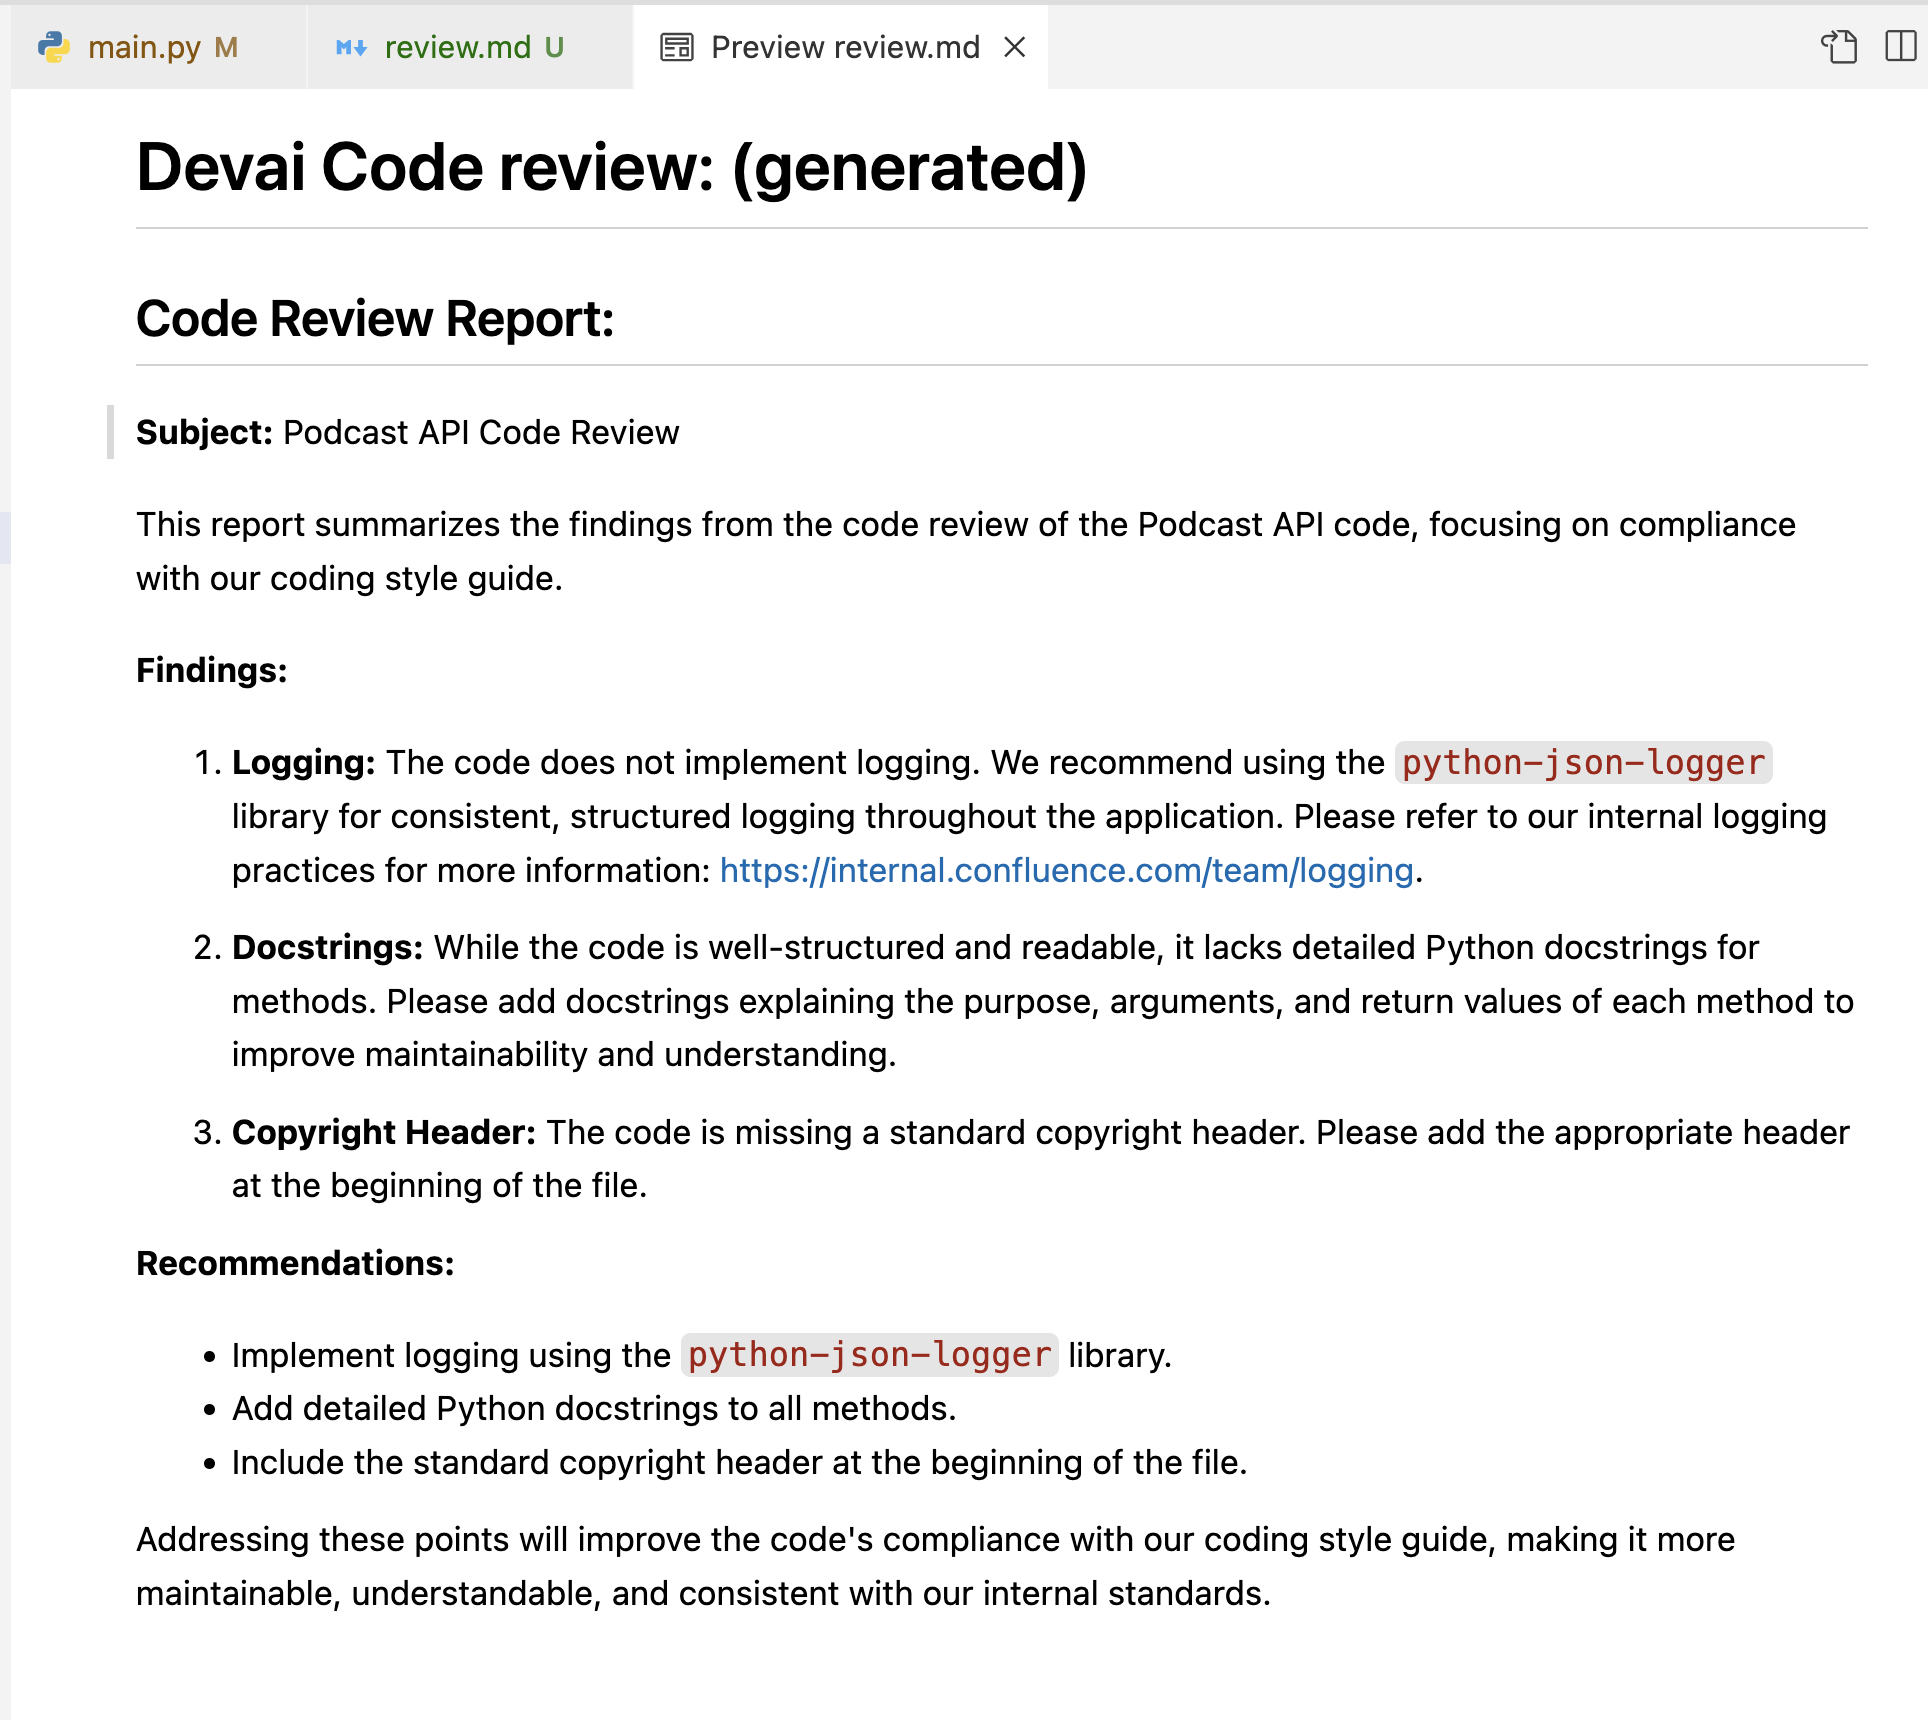 main.py M
review.md U
Preview review.md
Devai Code review: (generated)
Code Review Report:
Subject: Podcast API Code Review
This report summarizes the findings from the code review of the Podcast API code, focusing on compliance
with our coding style guide.
Findings:
1. Logging: The code does not implement logging. We recommend using the python-json-logger
library for consistent, structured logging throughout the application. Please refer to our internal logging
practices for more information: https://internal.confluence.com/team/logging.
2. Docstrings: While the code is well-structured and readable, it lacks detailed Python docstrings for
methods. Please add docstrings explaining the purpose, arguments, and return values of each method to
improve maintainability and understanding.
3. Copyright Header: The code is missing a standard copyright header. Please add the appropriate header
at the beginning of the file.
Recommendations:
• Implement logging using the python-json-logger library.
• Add detailed Python docstrings to all methods.
• Include the standard copyright header at the beginning of the file.
Addressing these points will improve the code's compliance with our coding style guide, making it more
maintainable, understandable, and consistent with our internal standards.